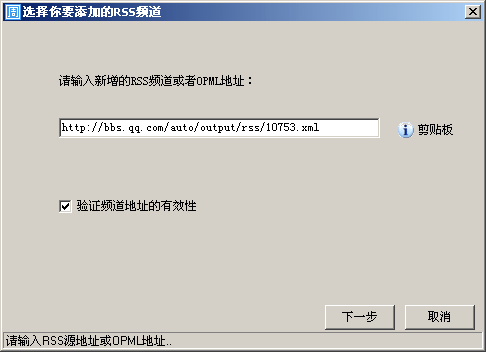 周 选择你要添加的RSS频道
请输入新增的RSS频道或者OPML地址：
http://bbs.qq.com/auto/output/rss/10753.xml
剪贴板
验证频道地址的有效性
下一步 取消
请输入RSS源地址或OPML地址..